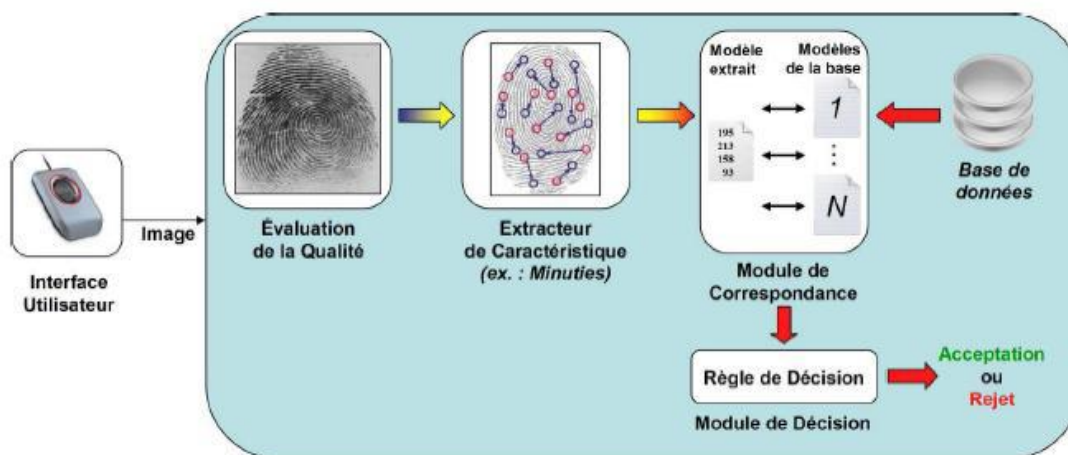 Interface
Utilisateur
Image
Évaluation
de la Qualité
Extracteur
de Caractéristique
(ex. : Minuties)
Modèle
extrait
Modèles
de la base
195
213
158
93
1
N
Module de
Correspondance
Base de
données
Règle de Décision
Module de Décision
Acceptation
ou
Rejet